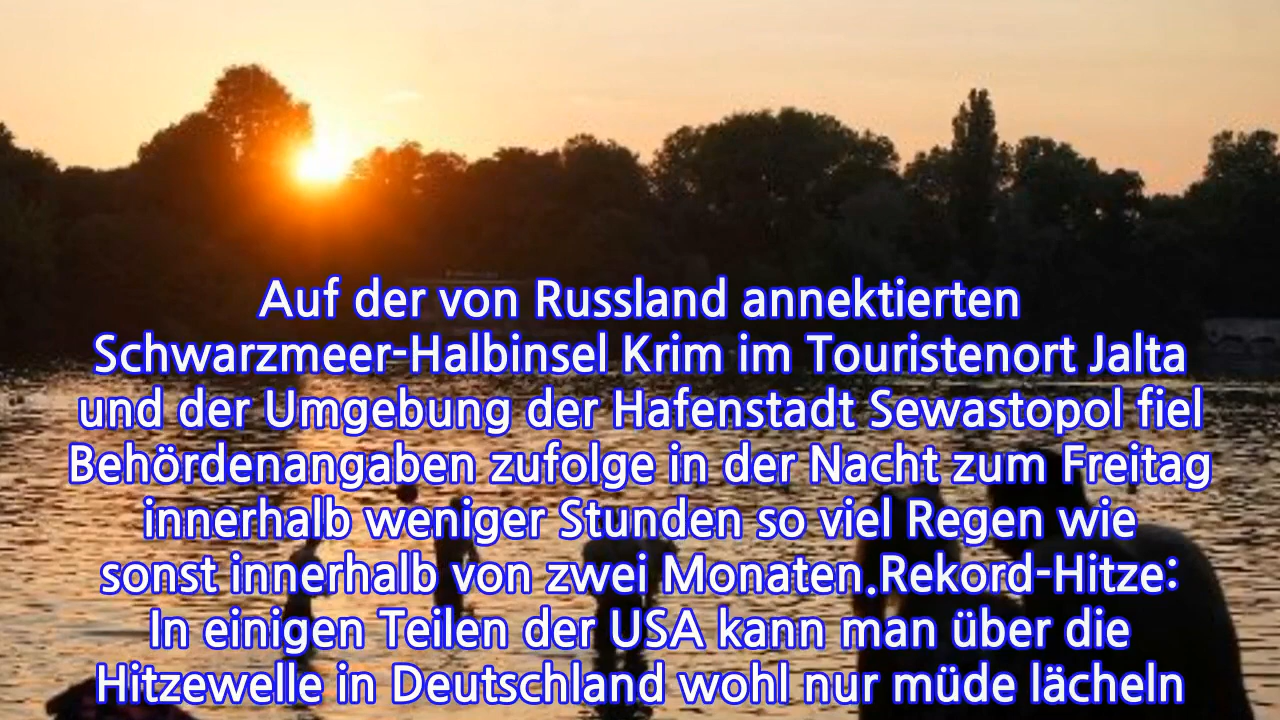 Auf der von Russland annektierten
Schwarzmeer-Halbinsel Krim im Touristenort Jalta
und der Umgebung der Hafenstadt Sewastopol fiel
Behördenangaben zufolge in der Nacht zum Freitag
innerhalb weniger Stunden so viel Regen wie
sonst innerhalb von zwei Monaten.Rekord-Hitze:
In einigen Teilen der USA kann man über die
Hitzewelle in Deutschland wohl nur müde lächeln